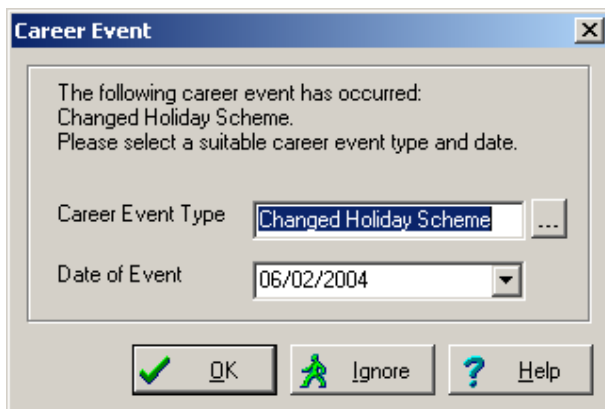 Career Event
The following career event has occurred:
Changed Holiday Scheme.
Please select a suitable career event type and date.
Career Event Type
Changed Holiday Scheme
...
Date of Event
06/02/2004
OK
Ignore
Help